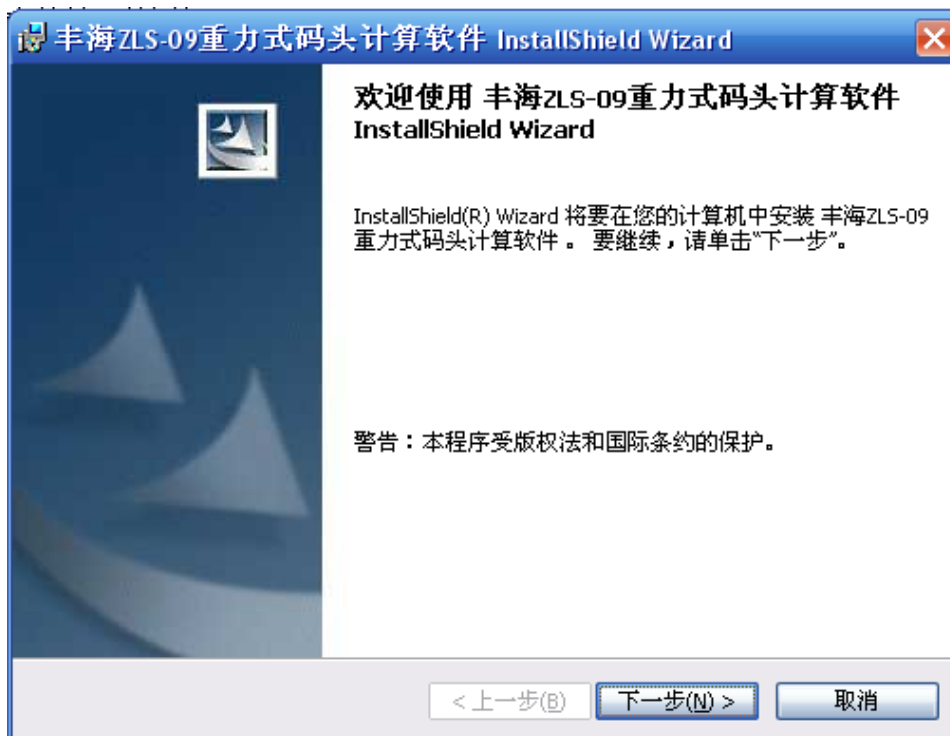 丰海ZLS-09重力式码头计算软件 InstallShield Wizard
欢迎使用 丰海ZLS-09重力式码头计算软件
InstallShield Wizard
InstallShield(R) Wizard 将要在您的计算机中安装 丰海ZLS-09
重力式码头计算软件 。 要继续，请单击“下一步”。
警告：本程序受版权法和国际条约的保护。
< 上一步(B)
下一步(N) >
取消